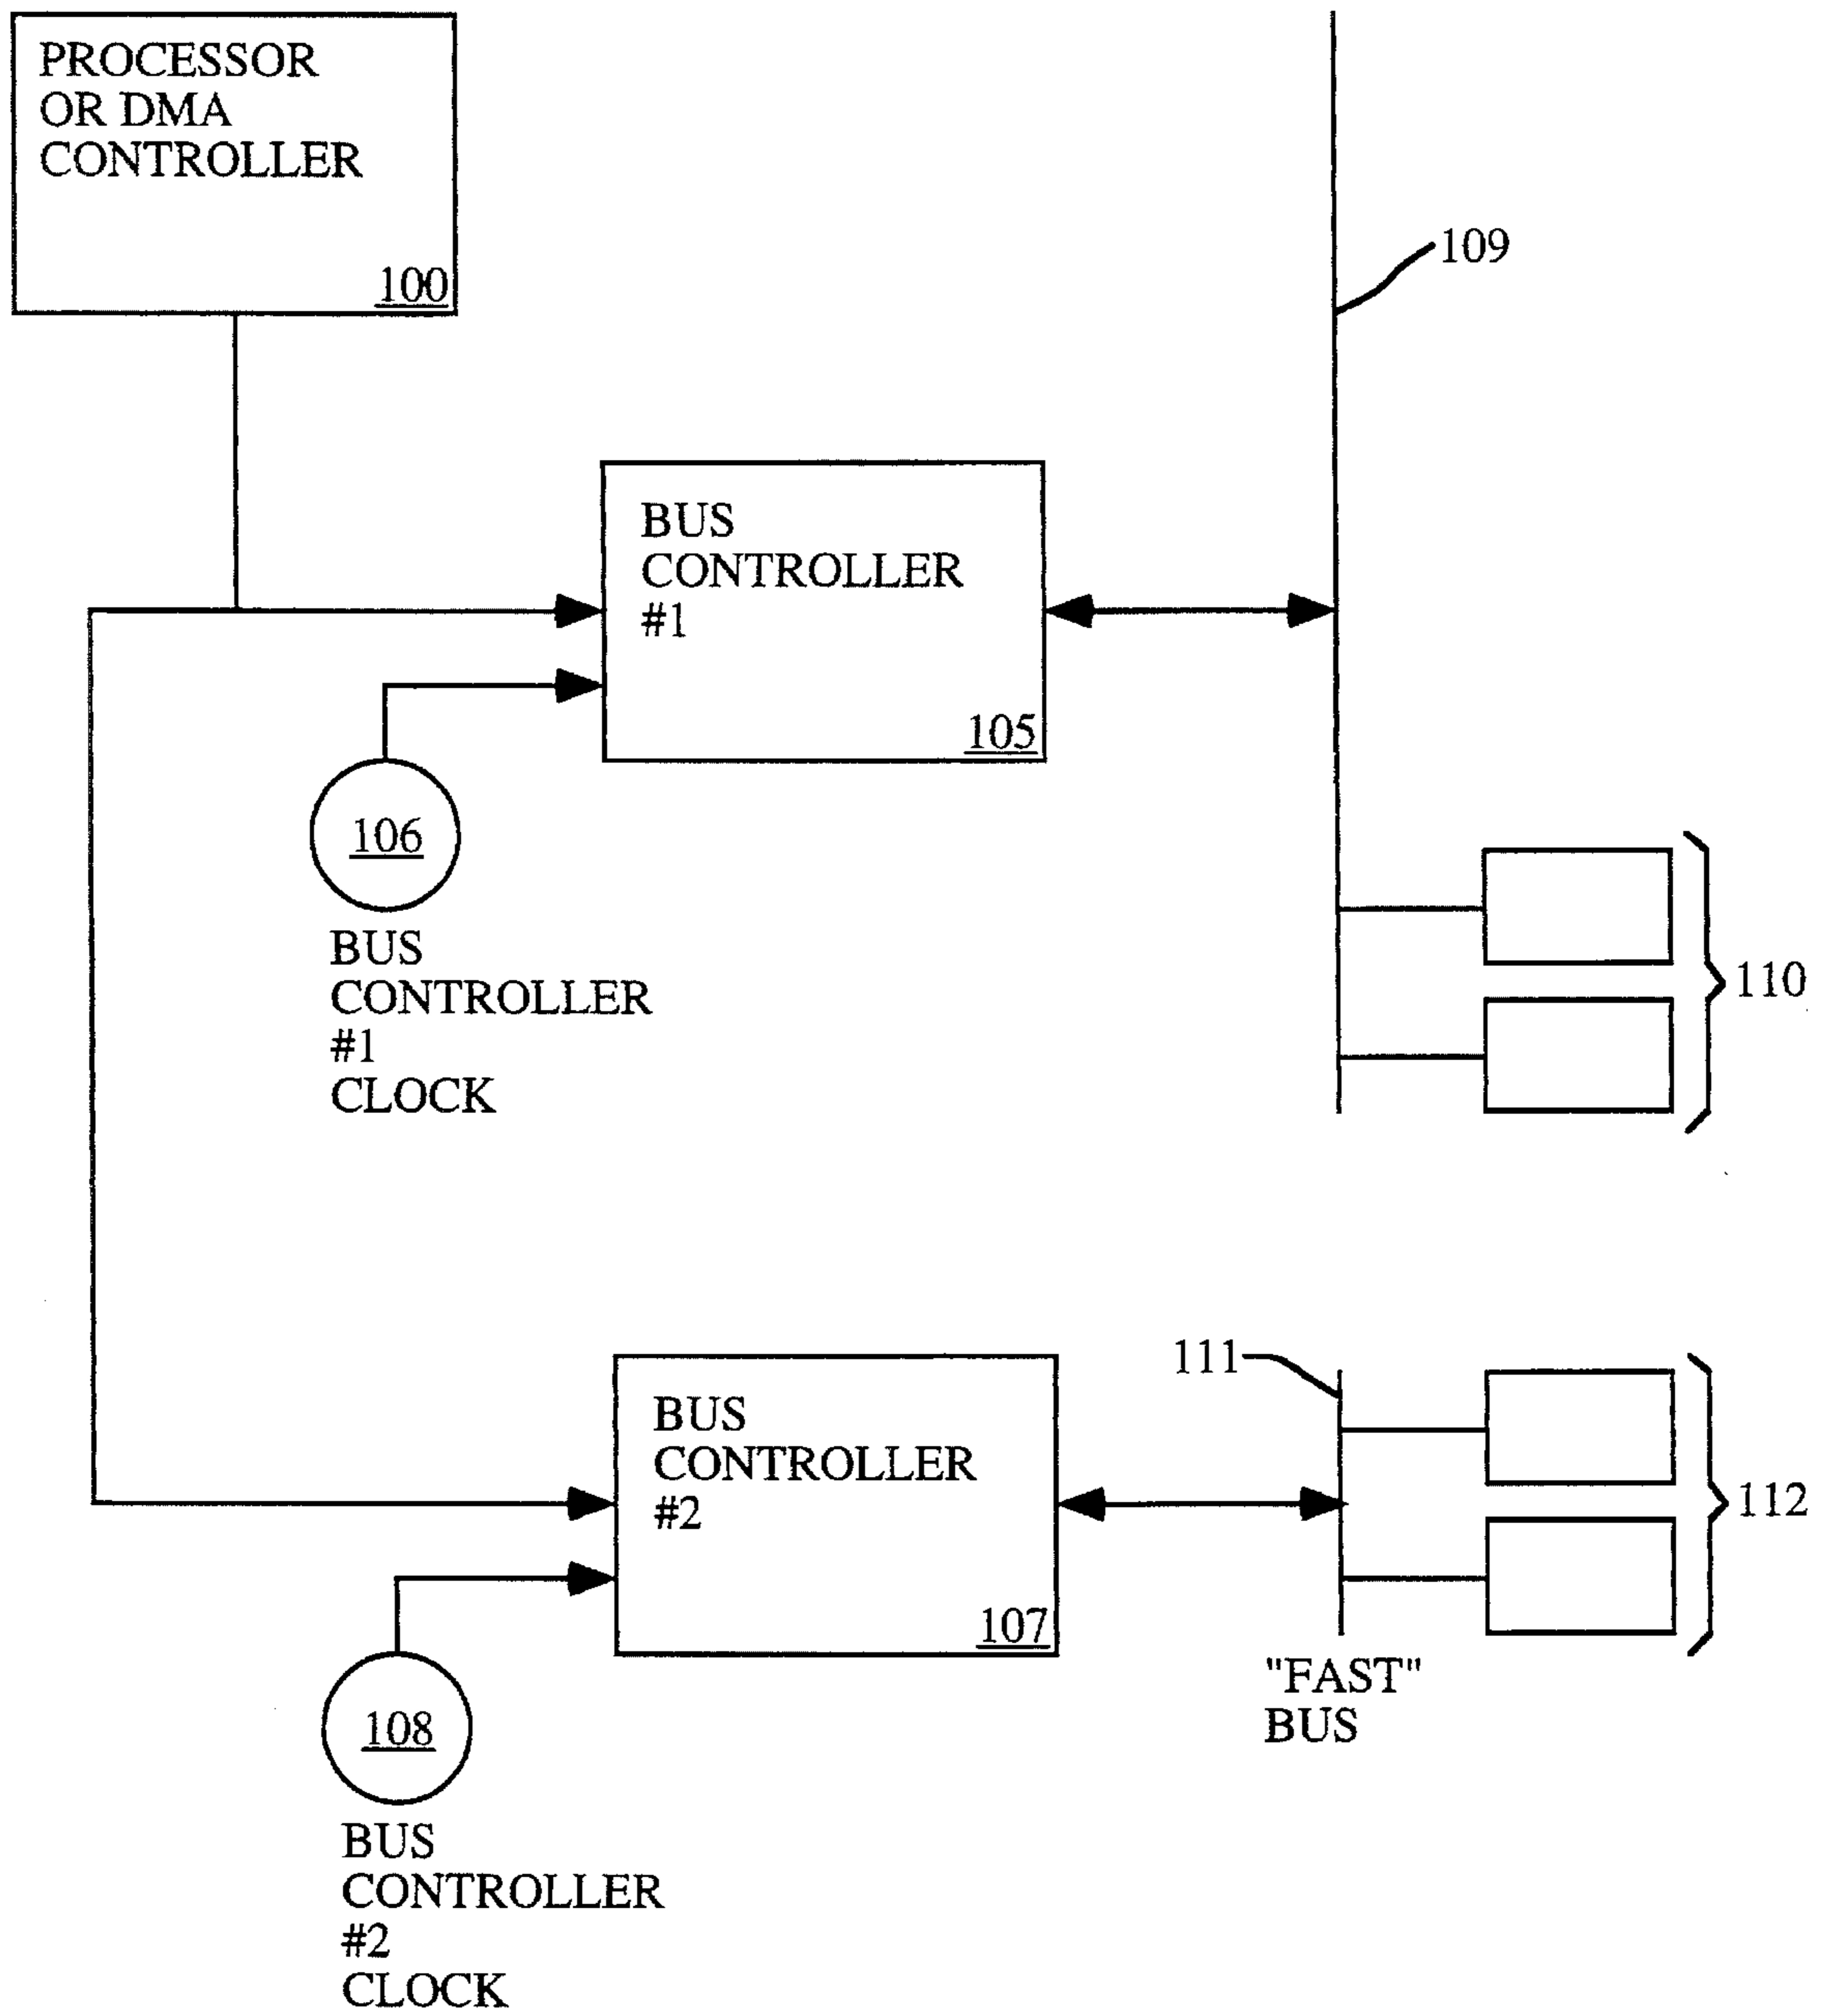 PROCESSOR
OR DMA
CONTROLLER
100
109
BUS
CONTROLLER
#1
105
106
BUS
CONTROLLER
#1
CLOCK
110
111
BUS
CONTROLLER
#2
107
112
"FAST"
BUS
108
BUS
CONTROLLER
#2
CLOCK